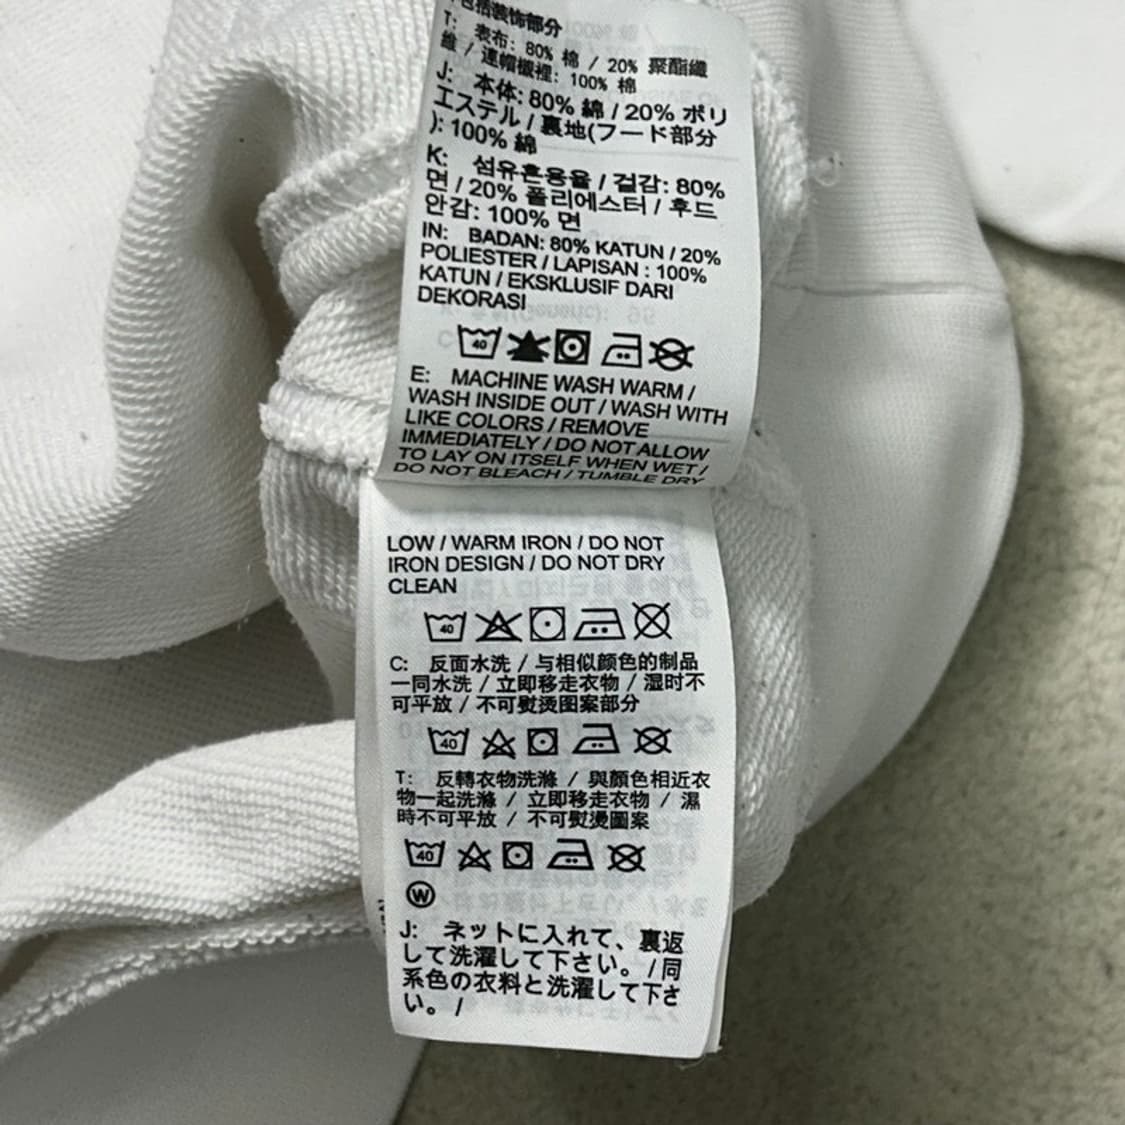 包括装饰部分
T: 表布: 80% 棉 / 20% 聚酯纖
維 / 連帽襯裡: 100% 棉
J: 本体: 80% 綿 / 20% ポリ
エステル / 裏地(フード部分
): 100% 綿
K: 섬유혼용율 / 겉감: 80%
면 / 20% 폴리에스터 / 후드
안감: 100% 면
IN: BADAN: 80% KATUN / 20%
POLIESTER / LAPISAN : 100%
KATUN / EKSKLUSIF DARI
DEKORASI
40
E: MACHINE WASH WARM /
WASH INSIDE OUT / WASH WITH
LIKE COLORS / REMOVE
IMMEDIATELY / DO NOT ALLOW
TO LAY ON ITSELF WHEN WET /
DO NOT BLEACH / TUMBLE DRY
LOW / WARM IRON / DO NOT
IRON DESIGN / DO NOT DRY
CLEAN
40
C: 反面水洗 / 与相似颜色的制品
一同水洗 / 立即移走衣物 / 湿时不
可平放 / 不可熨烫图案部分
40
T: 反轉衣物洗滌 / 與顏色相近衣
物一起洗滌 / 立即移走衣物 / 濕
時不可平放 / 不可熨燙圖案
40
W
J: ネットに入れて、裏返
して洗濯して下さい。/ 同
系色の衣料と洗濯して下さ
い。/